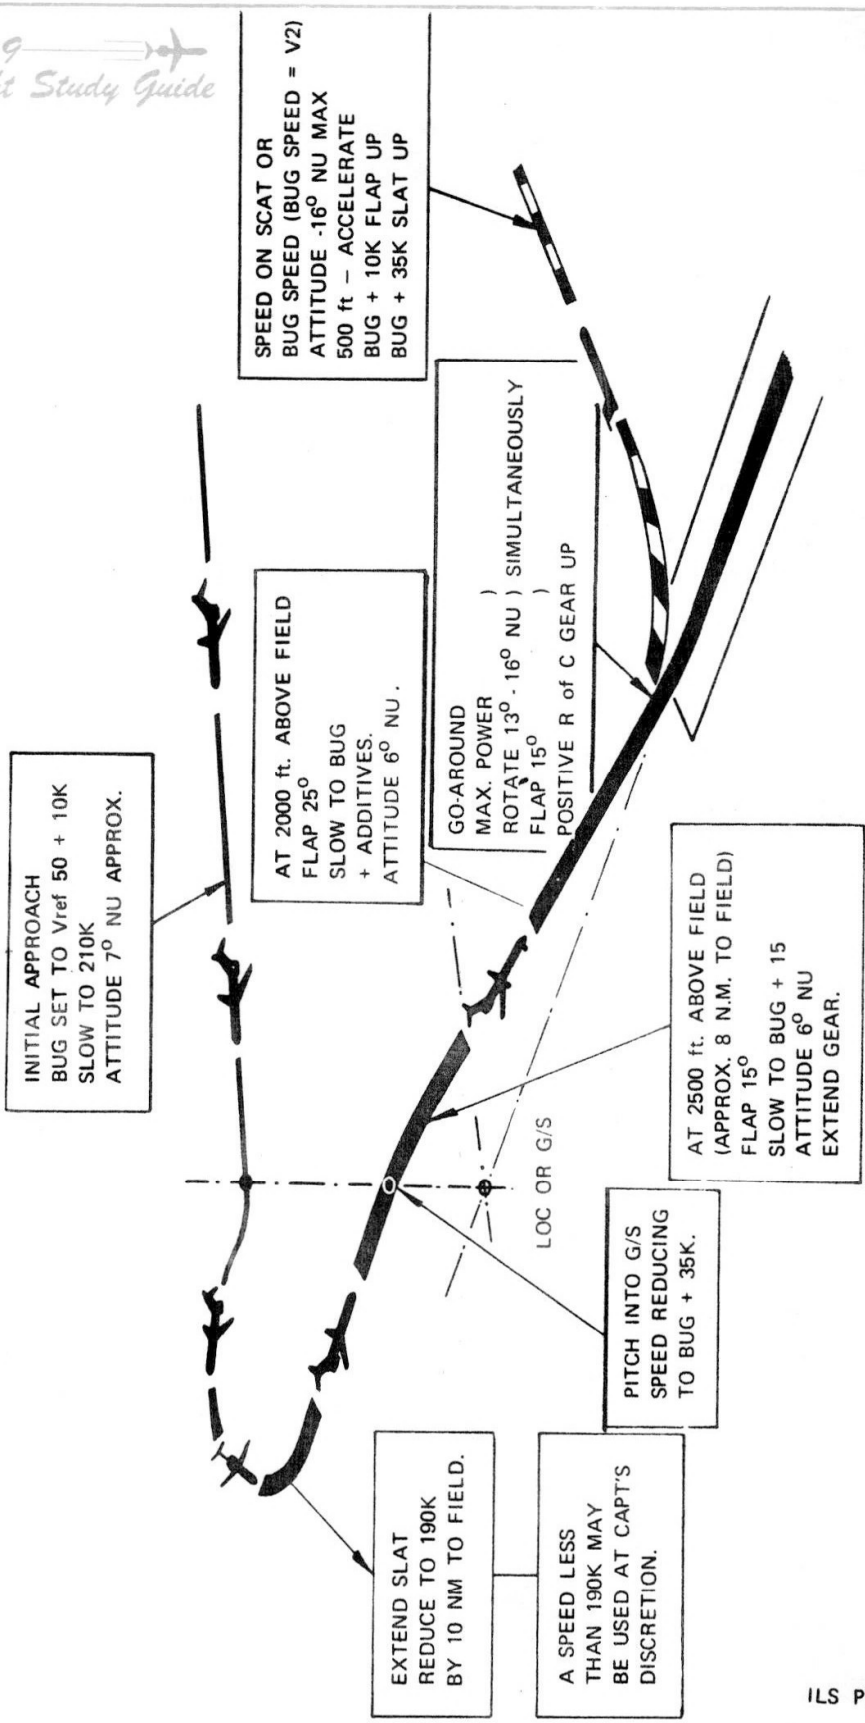 9
t Study Guide
INITIAL APPROACH
BUG SET TO Vref 50 + 10K
SLOW TO 210K
ATTITUDE 7° NU APPROX.
EXTEND SLAT
REDUCE TO 190K
BY 10 NM TO FIELD.
A SPEED LESS
THAN 190K MAY
BE USED AT CAPT'S
DISCRETION.
PITCH INTO G/S
SPEED REDUCING
TO BUG + 35K.
LOC OR G/S
AT 2500 ft. ABOVE FIELD
(APPROX. 8 N.M. TO FIELD)
FLAP 15°
SLOW TO BUG + 15
ATTITUDE 6° NU
EXTEND GEAR.
AT 2000 ft. ABOVE FIELD
FLAP 25°
SLOW TO BUG
+ ADDITIVES.
ATTITUDE 6° NU.
GO-AROUND
MAX. POWER )
ROTATE 13° - 16° NU ) SIMULTANEOUSLY
FLAP 15° )
POSITIVE R of C GEAR UP
SPEED ON SCAT OR
BUG SPEED (BUG SPEED = V2)
ATTITUDE -16° NU MAX
500 ft – ACCELERATE
BUG + 10K FLAP UP
BUG + 35K SLAT UP
ILS P